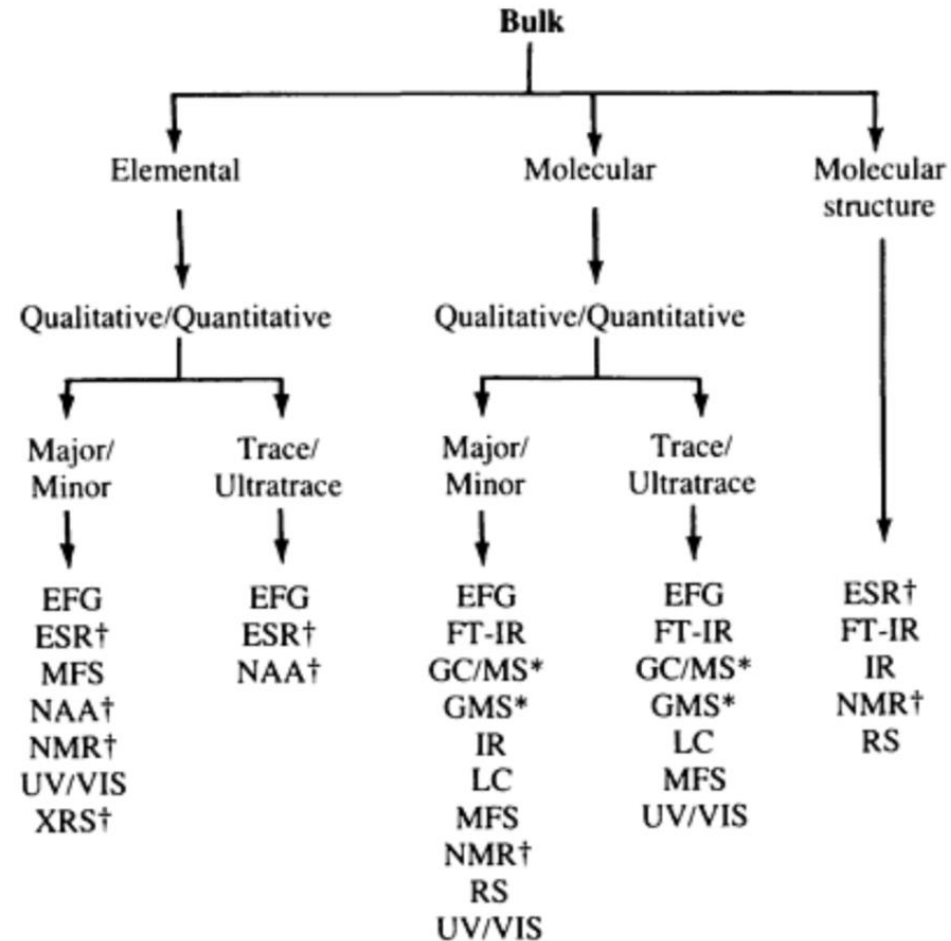 Bulk
Elemental
Molecular
Molecular
structure
Qualitative/Quantitative
Qualitative/Quantitative
Major/
Minor
Trace/
Ultratrace
Major/
Minor
Trace/
Ultratrace
EFG
ESR†
MFS
NAA†
NMR†
UV/VIS
XRS†
EFG
ESR†
NAA†
EFG
FT-IR
GC/MS*
GMS*
IR
LC
MFS
NMR†
RS
UV/VIS
EFG
FT-IR
GC/MS*
GMS*
LC
MFS
UV/VIS
ESR†
FT-IR
IR
NMR†
RS